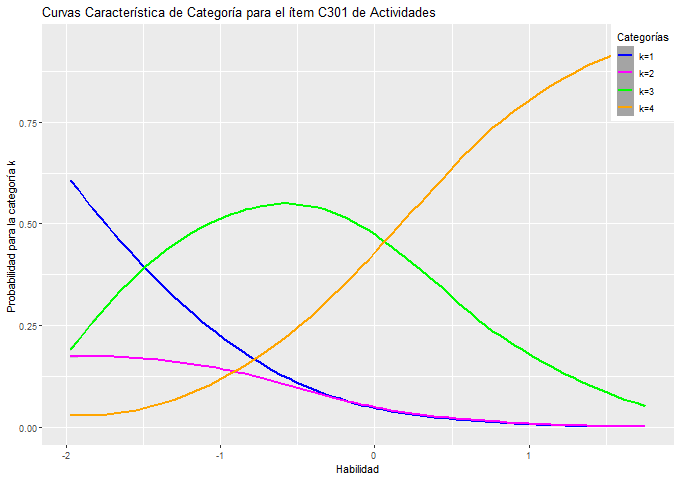 Curvas Característica de Categoría para el ítem C301 de Actividades
Categorías
k=1
k=2
k=3
k=4
Probabilidad para la categoría k
0.75
0.50
0.25
0.00
-2
-1
0
1
Habilidad